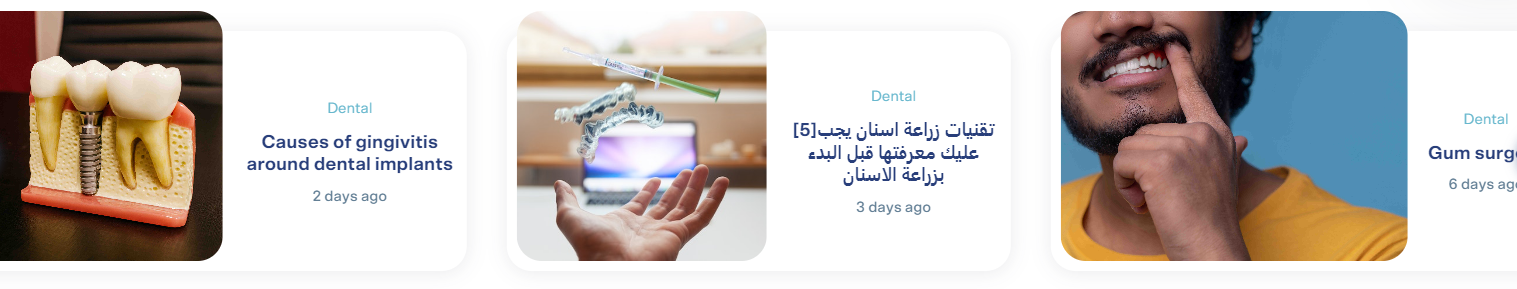 Dental
Causes of gingivitis
around dental implants
2 days ago
Dental
تقنيات زراعة اسنان يجب[5]
عليك معرفتها قبل البدء
بزراعة الاسنان
3 days ago
Dental
Gum surg
6 days ag